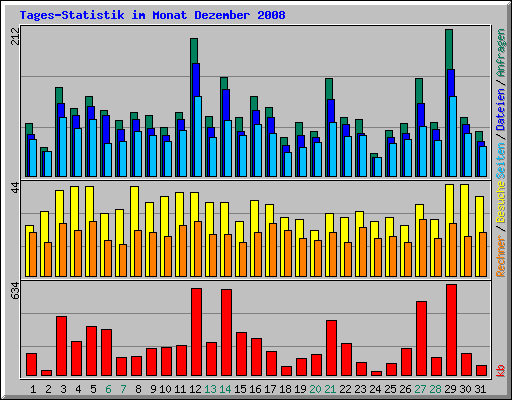 Tages-Statistik im Monat Dezember 2008
212
44
634
Rechner / Besuche Seiten / Dateien / Anfragen
kb
1 2 3 4 5 6 7 8 9 10 11 12 13 14 15 16 17 18 19 20 21 22 23 24 25 26 27 28 29 30 31